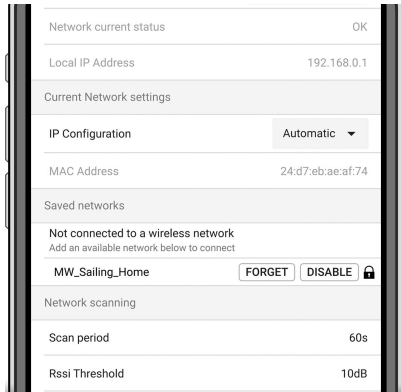 Network current status OK
Local IP Address 192.168.0.1
Current Network settings
IP Configuration Automatic
MAC Address 24:d7:eb:ae:af:74
Saved networks
Not connected to a wireless network
Add an available network below to connect
MW_Sailing_Home FORGET DISABLE
Network scanning
Scan period 60s
Rssi Threshold 10dB